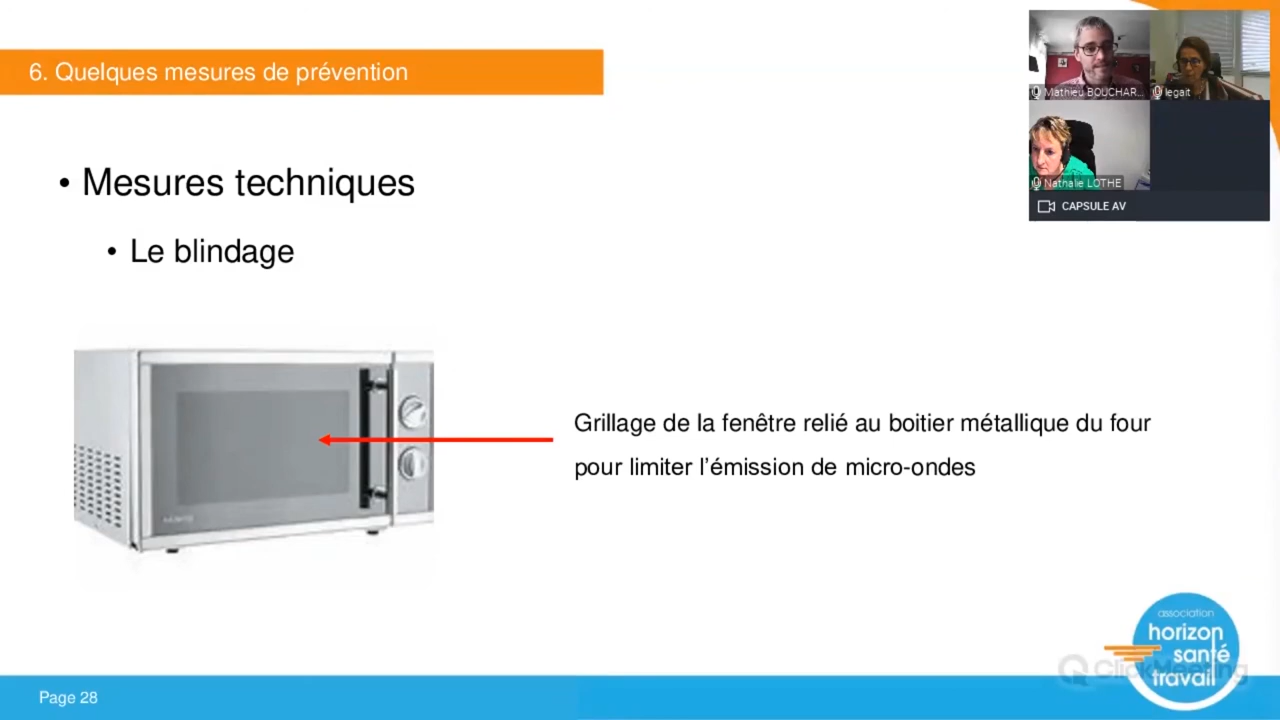 6. Quelques mesures de prévention
Mathieu BOUCHAR...
legait
Nathalie LOTHE
CAPSULE AV
• Mesures techniques
• Le blindage
Grillage de la fenêtre relié au boitier métallique du four
pour limiter l’émission de micro-ondes
association
horizon
santé
travail
ClickMeeting
Page 28